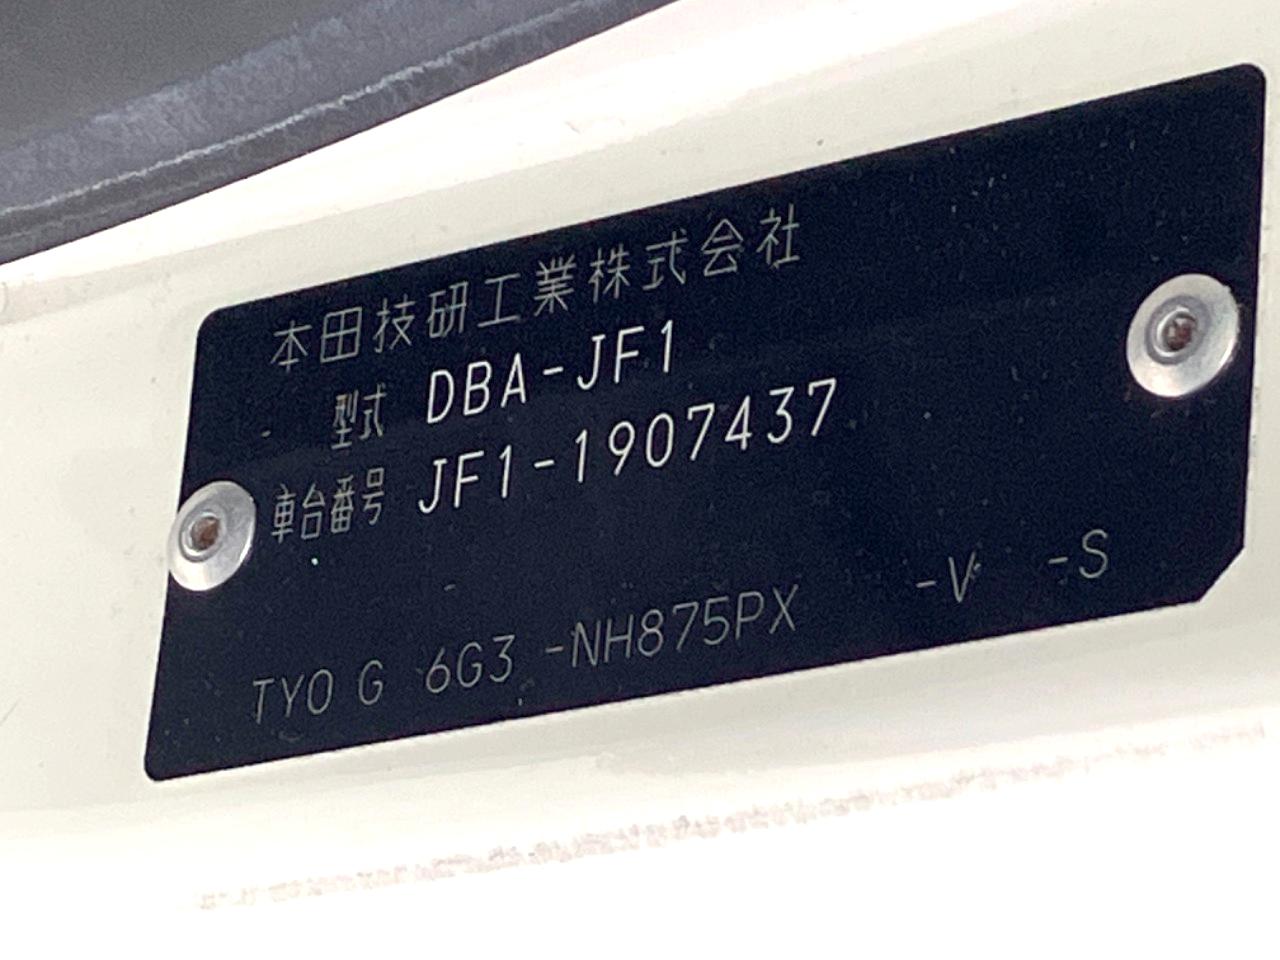 本田技研工業株式会社
型式 DBA-JF1
車台番号 JF1-1907437
TYO G 6G3 -NH875PX -V -S